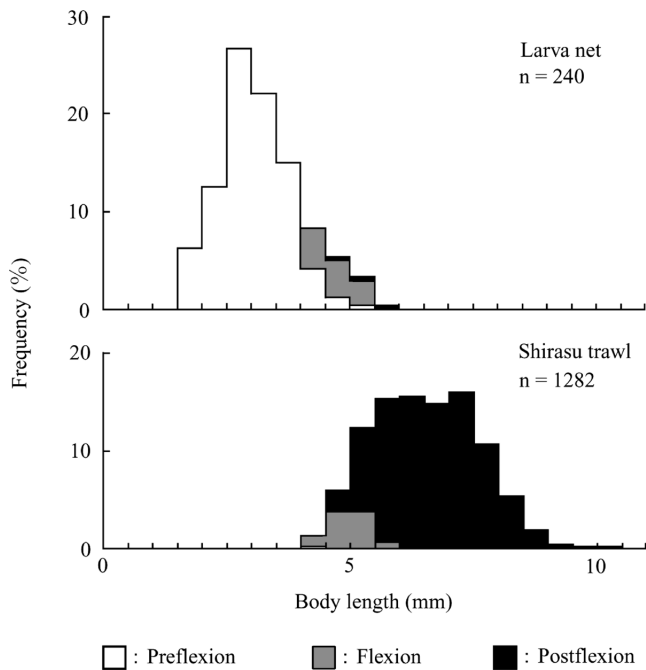 30
Larva net
n = 240
20
10
0
Frequency (%)
20
Shirasu trawl
n = 1282
10
0
0
5
10
Body length (mm)
: Preflexion : Flexion : Postflexion